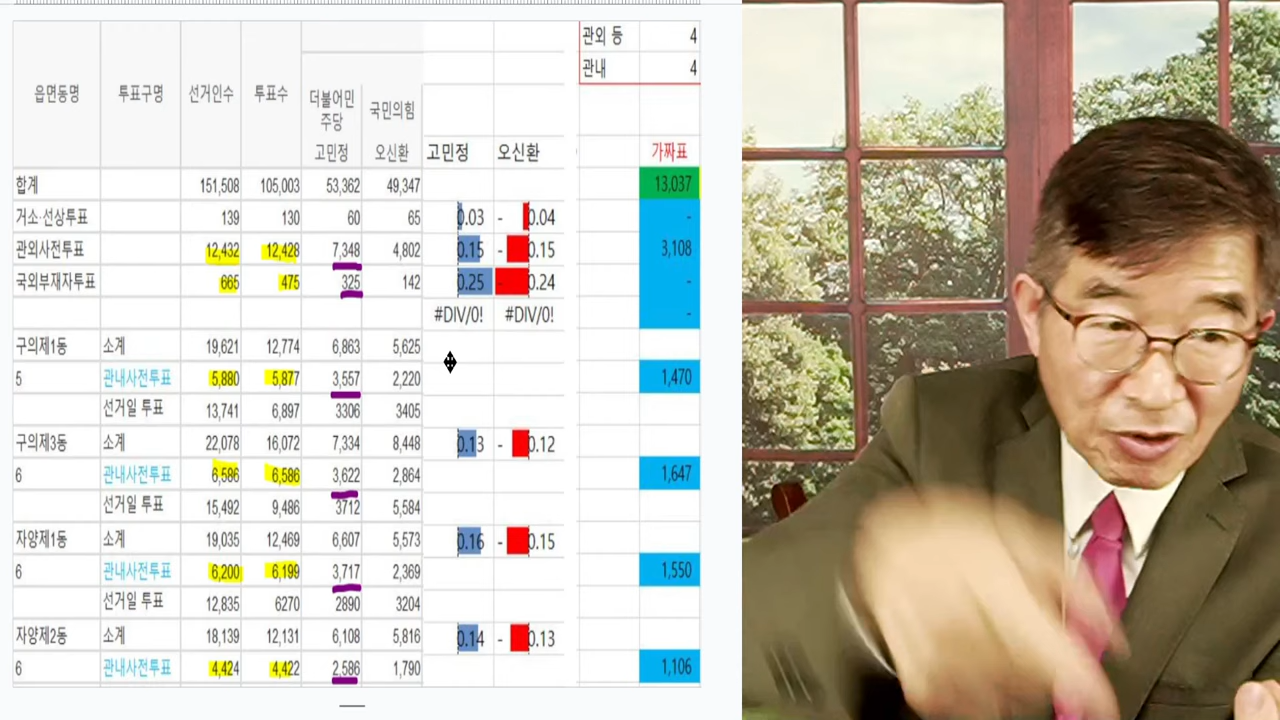 관외 등 4
관내 4
읍면동명 투표구명 선거인수 투표수 더불어민주당 고민정 국민의힘 오신환 고민정 오신환 가짜표
합계 151,508 105,003 53,362 49,347 13,037
거소·선상투표 139 130 60 65 0.03 - 0.04 -
관외사전투표 12,432 12,428 7,348 4,802 0.15 - 0.15 3,108
국외부재자투표 665 475 325 142 0.25 0.24 -
#DIV/0! #DIV/0! -
구의제1동 소계 19,621 12,774 6,863 5,625
5 관내사전투표 5,880 5,877 3,557 2,220 1,470
선거일 투표 13,741 6,897 3306 3405
구의제3동 소계 22,078 16,072 7,334 8,448 0.13 - 0.12
6 관내사전투표 6,586 6,586 3,622 2,864 1,647
선거일 투표 15,492 9,486 3712 5,584
자양제1동 소계 19,035 12,469 6,607 5,573 0.16 - 0.15
6 관내사전투표 6,200 6,199 3,717 2,369 1,550
선거일 투표 12,835 6270 2890 3204
자양제2동 소계 18,139 12,131 6,108 5,816 0.14 - 0.13
6 관내사전투표 4,424 4,422 2,586 1,790 1,106